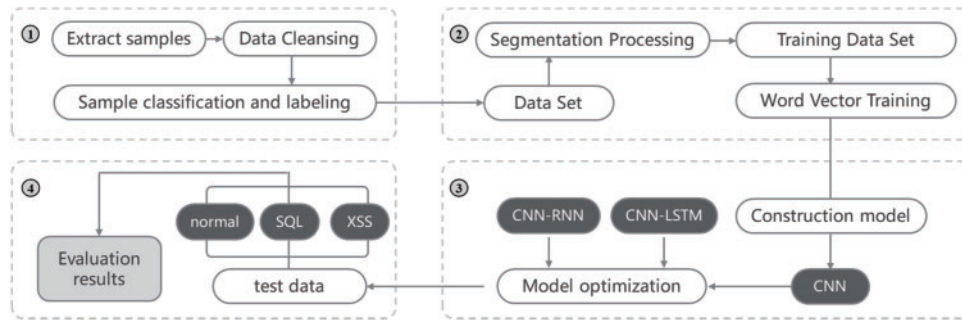 ①
Extract samples
Data Cleansing
Sample classification and labeling
②
Segmentation Processing
Training Data Set
Data Set
Word Vector Training
③
CNN-RNN
CNN-LSTM
Construction model
Model optimization
CNN
④
normal
SQL
XSS
Evaluation
results
test data